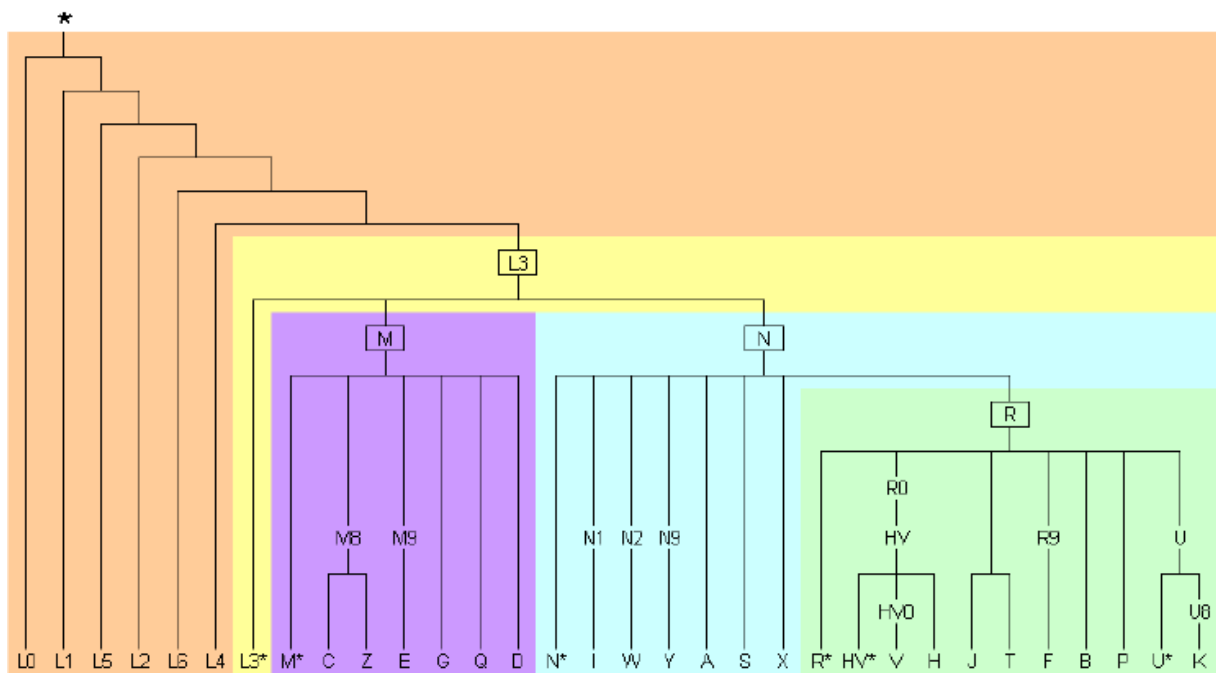 *
L3
M N
R
R0
M8 M9 N1 N2 N9 HV R9 U
HV0 U8
L0 L1 L5 L2 L6 L4 L3* M* C Z E G Q D N* I W Y A S X R* HV* V H J T F B P U* K